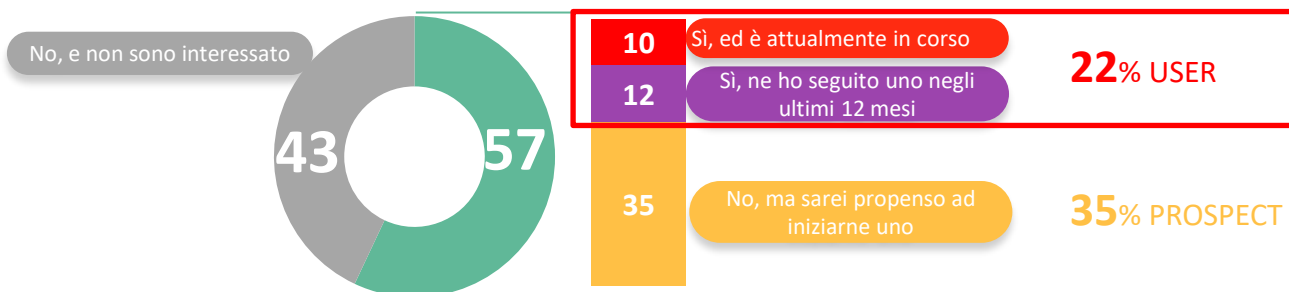 No, e non sono interessato
43
57
10
Sì, ed è attualmente in corso
12
Sì, ne ho seguito uno negli
ultimi 12 mesi
22% USER
35
No, ma sarei propenso ad
iniziarne uno
35% PROSPECT